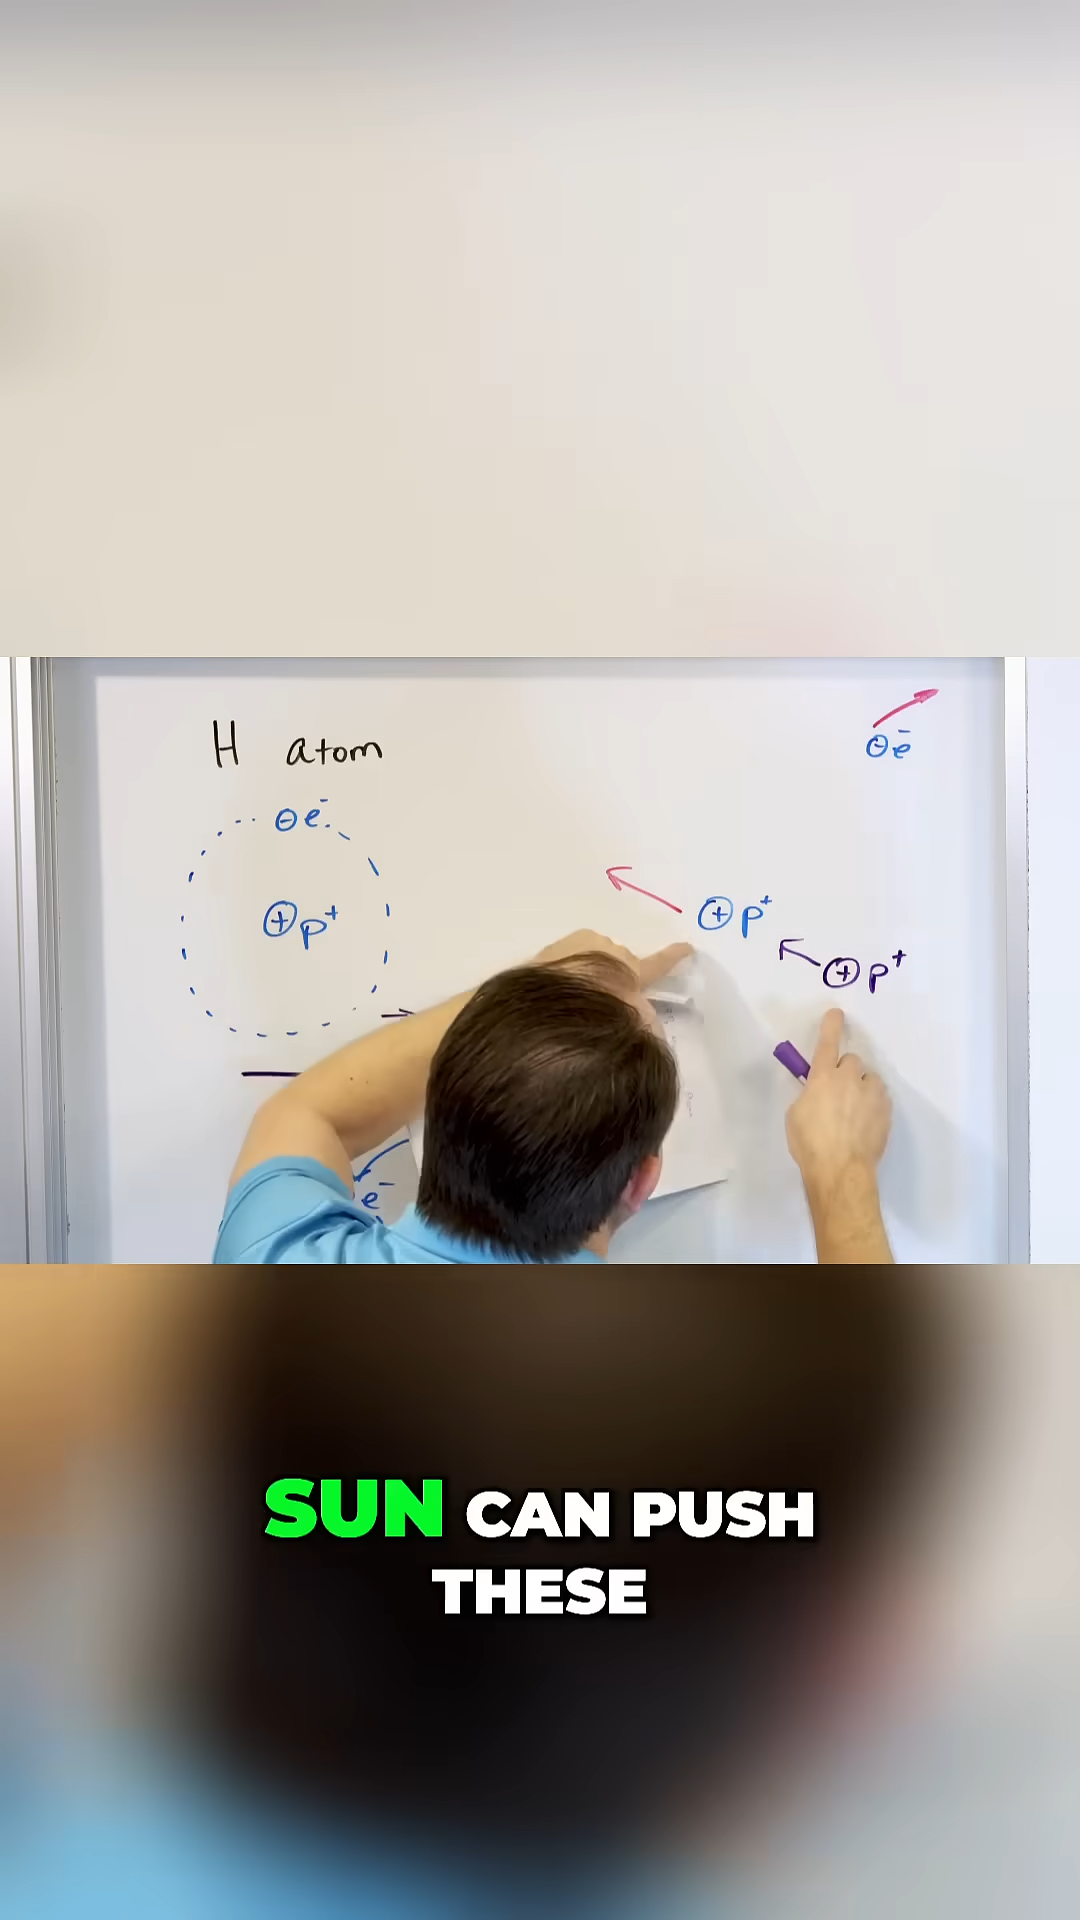 H atom
⊖ e⁻
⊕ p⁺
⊖ e⁻
⊕ p⁺
⊕ p⁺
e⁻
SUN CAN PUSH
THESE